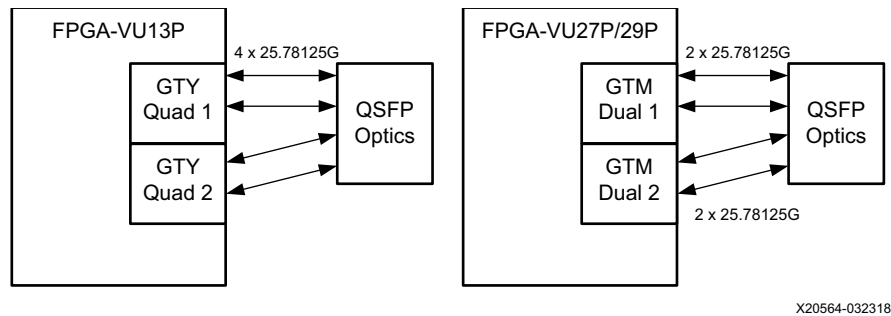 FPGA-VU13P
4 x 25.78125G
GTY
Quad 1
QSFP
Optics
GTY
Quad 2
FPGA-VU27P/29P
2 x 25.78125G
GTM
Dual 1
QSFP
Optics
GTM
Dual 2
2 x 25.78125G
X20564-032318